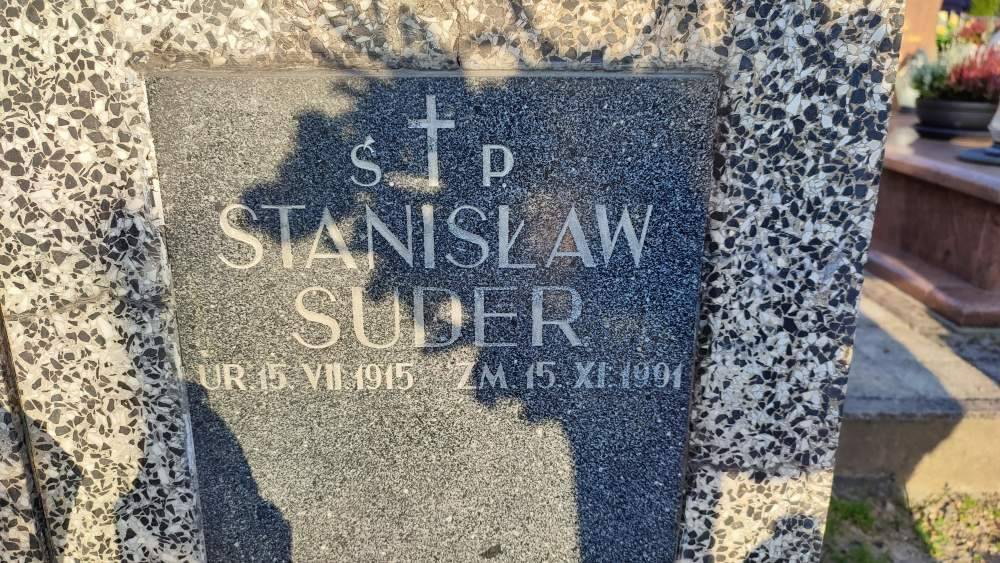 Ś P
STANISŁAW
SUDER
UR 15 VII 1915 ZM 15. XI. 1991